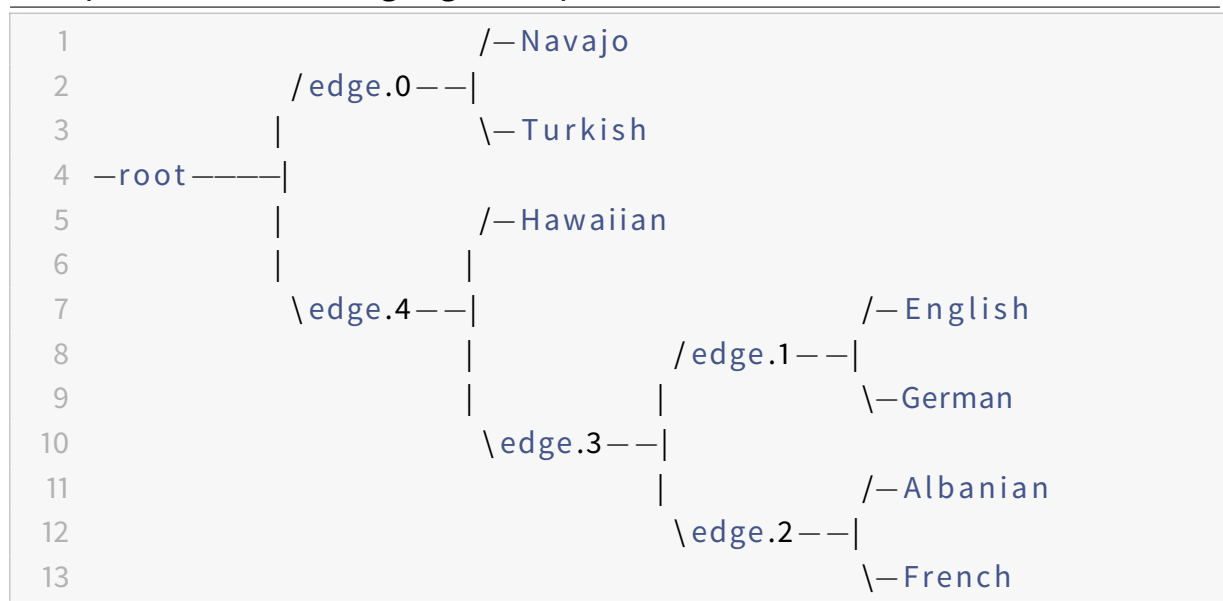 1 /—Navajo
2 /edge.0——|
3 | \—Turkish
4 —root————|
5 | /—Hawaiian
6 | |
7 \edge.4——| /—English
8 | /edge.1——|
9 | | \—German
10 \edge.3——|
11 | /—Albanian
12 \edge.2——|
13 \—French